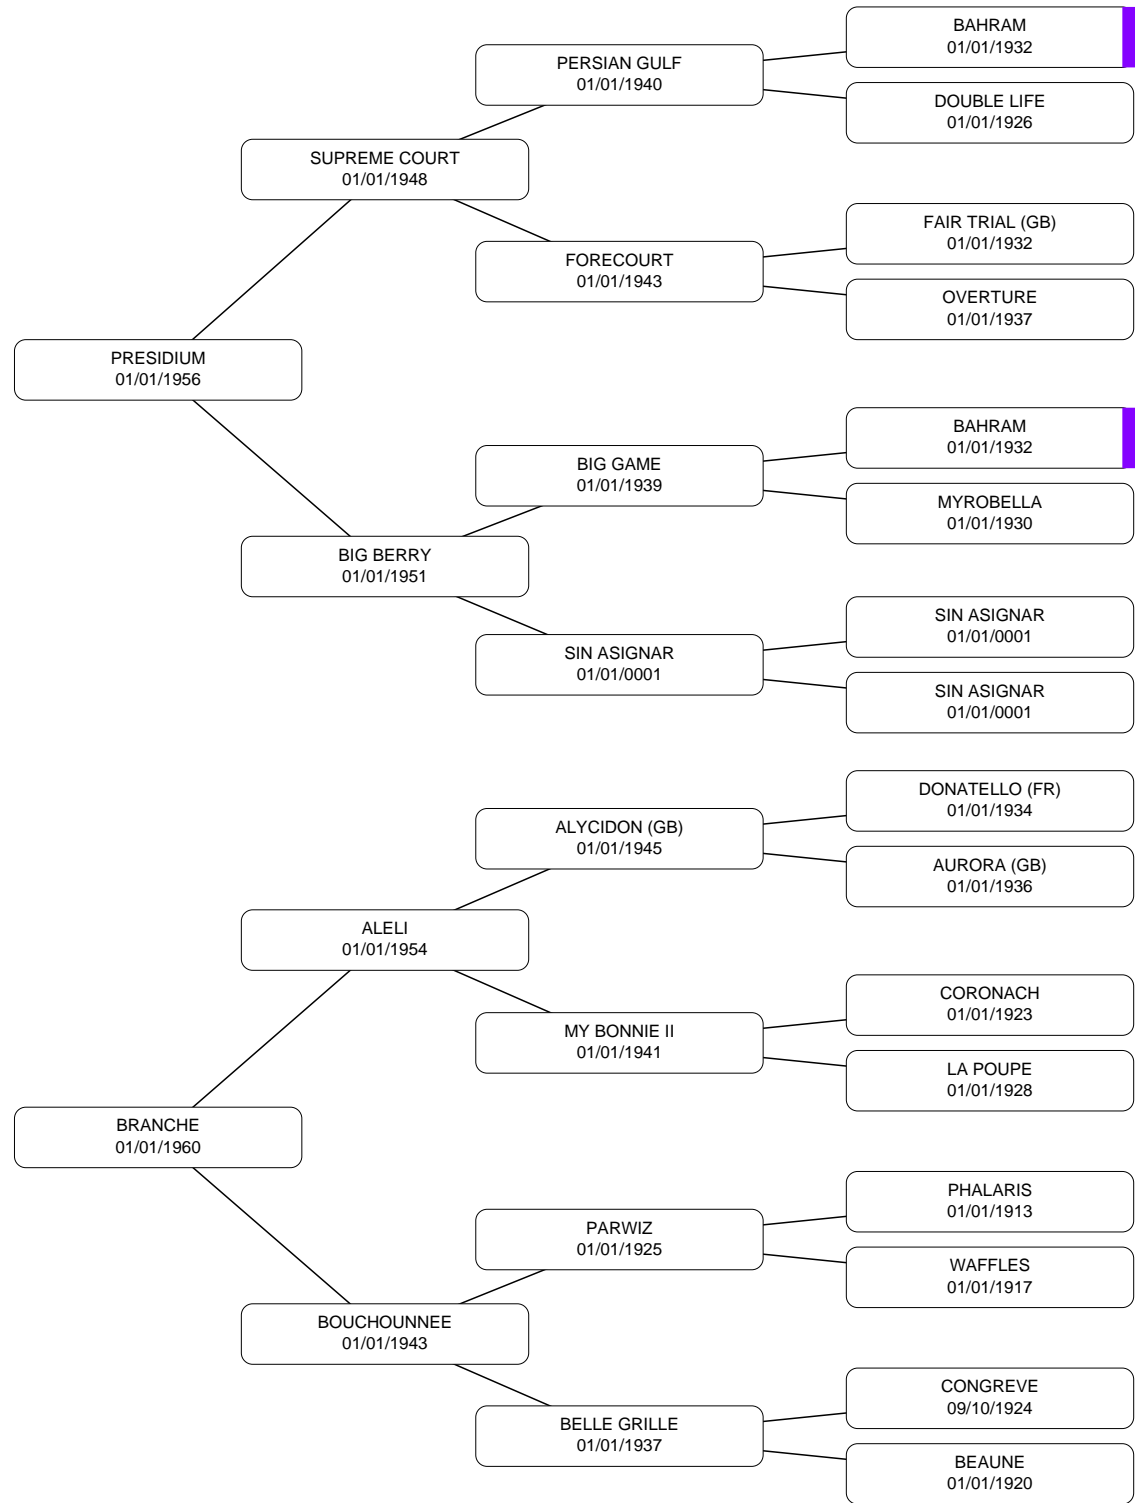 BAHRAM
01/01/1932
PERSIAN GULF
01/01/1940
DOUBLE LIFE
01/01/1926
SUPREME COURT
01/01/1948
FAIR TRIAL (GB)
01/01/1932
FORECOURT
01/01/1943
OVERTURE
01/01/1937
PRESIDIUM
01/01/1956
BAHRAM
01/01/1932
BIG GAME
01/01/1939
MYROBELLA
01/01/1930
BIG BERRY
01/01/1951
SIN ASIGNAR
01/01/0001
SIN ASIGNAR
01/01/0001
SIN ASIGNAR
01/01/0001
DONATELLO (FR)
01/01/1934
ALYCIDON (GB)
01/01/1945
AURORA (GB)
01/01/1936
ALELI
01/01/1954
CORONACH
01/01/1923
MY BONNIE II
01/01/1941
LA POUPE
01/01/1928
BRANCHE
01/01/1960
PHALARIS
01/01/1913
PARWIZ
01/01/1925
WAFFLES
01/01/1917
BOUCHOUNNEE
01/01/1943
CONGREVE
09/10/1924
BELLE GRILLE
01/01/1937
BEAUNE
01/01/1920